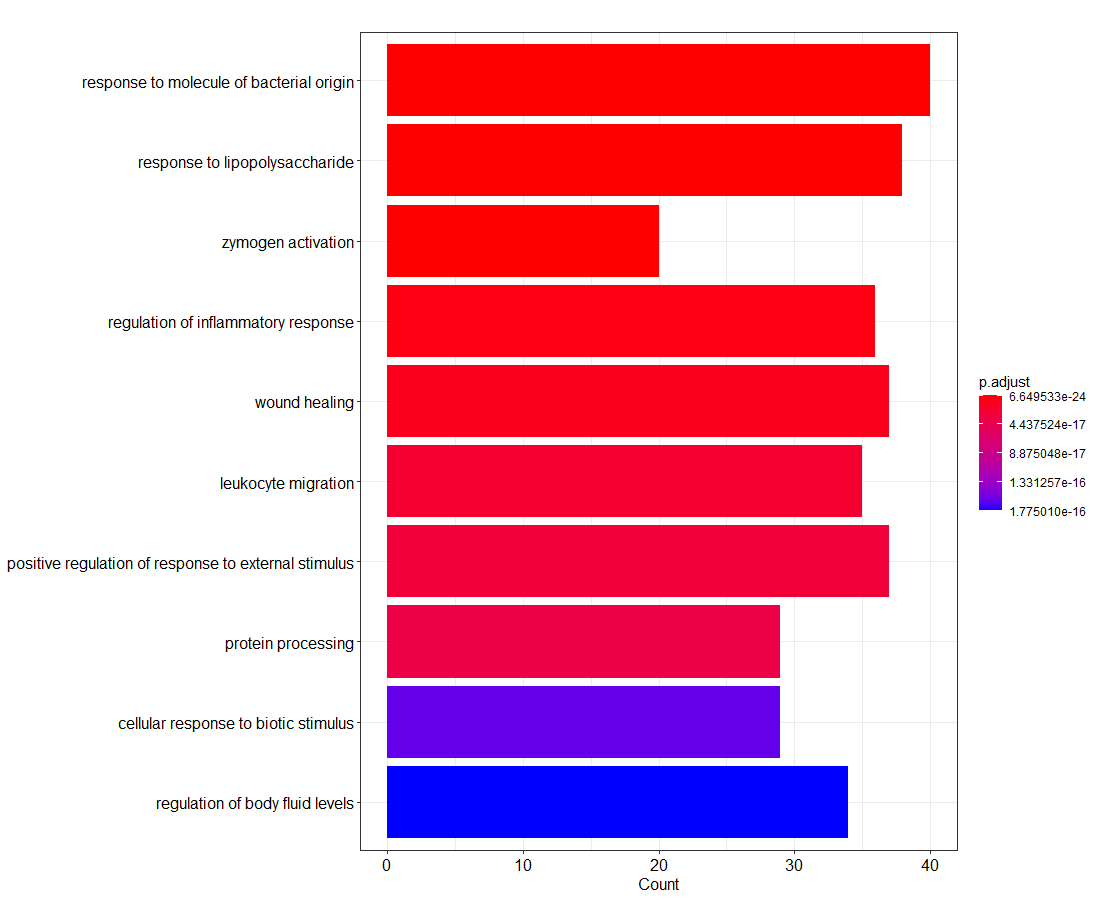 response to molecule of bacterial origin
response to lipopolysaccharide
zymogen activation
regulation of inflammatory response
wound healing
leukocyte migration
positive regulation of response to external stimulus
protein processing
cellular response to biotic stimulus
regulation of body fluid levels
0 10 20 30 40
Count
p.adjust
6.649533e-24
4.437524e-17
8.875048e-17
1.331257e-16
1.775010e-16